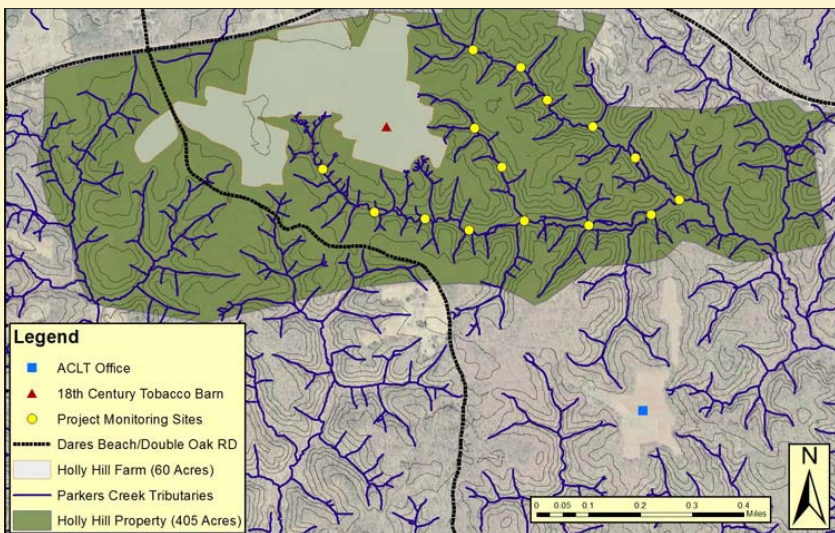 Legend
ACLT Office
18th Century Tobacco Barn
Project Monitoring Sites
Dares Beach/Double Oak RD
Holly Hill Farm (60 Acres)
Parkers Creek Tributaries
Holly Hill Property (405 Acres)
N
0 0.05 0.1 0.2 0.3 0.4
Miles